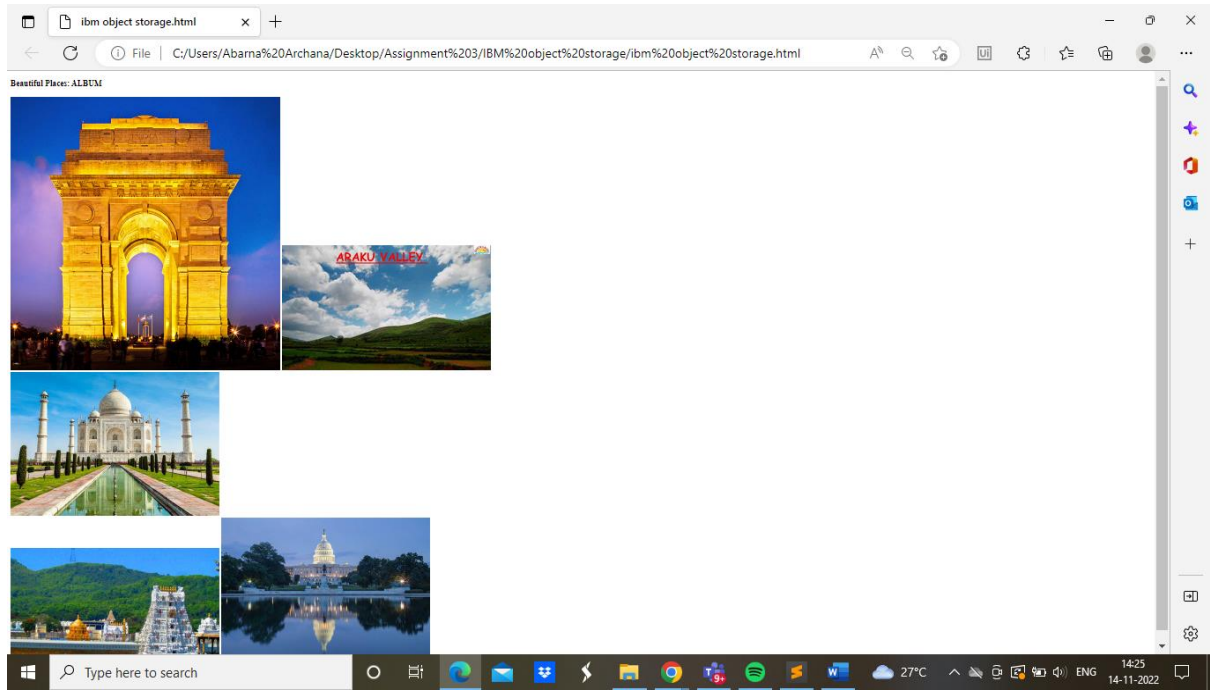 ibm object storage.html
File | C:/Users/Abarna%20Archana/Desktop/Assignment%203/IBM%20object%20storage/ibm%20object%20storage.html
Beautiful Places: ALBUM
ARAKU VALLEY
Type here to search
9+
27°C
ENG
14:25
14-11-2022